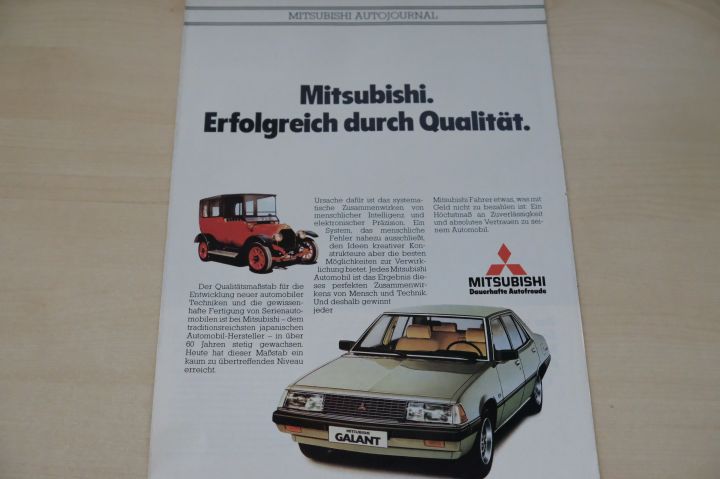 MITSUBISHI AUTOJOURNAL
Mitsubishi.
Erfolgreich durch Qualität.
Der Qualitätsmaßstab für die
Entwicklung neuer automobiler
Techniken und die gewissen-
hafte Fertigung von Serienauto-
mobilen ist bei Mitsubishi – dem
traditionsreichsten japanischen
Automobil-Hersteller – in über
60 Jahren stetig gewachsen.
Heute hat dieser Maßstab ein
kaum zu übertreffendes Niveau
erreicht.
Ursache dafür ist das systema-
tische Zusammenwirken von
menschlicher Intelligenz und
elektronischer Präzision. Ein
System, das menschliche
Fehler nahezu ausschließt,
den Ideen kreativer Kon-
strukteure aber die besten
Möglichkeiten zur Verwirk-
lichung bietet. Jedes Mitsubishi
Automobil ist das Ergebnis die-
ses perfekten Zusammenwir-
kens von Mensch und Technik.
Und deshalb gewinnt
jeder
Mitsubishi Fahrer etwas, was mit
Geld nicht zu bezahlen ist: Ein
Höchstmaß an Zuverlässigkeit
und absolutes Vertrauen zu sei-
nem Automobil.
MITSUBISHI
Dauerhafte Autofreude
MITSUBISHI
GALANT